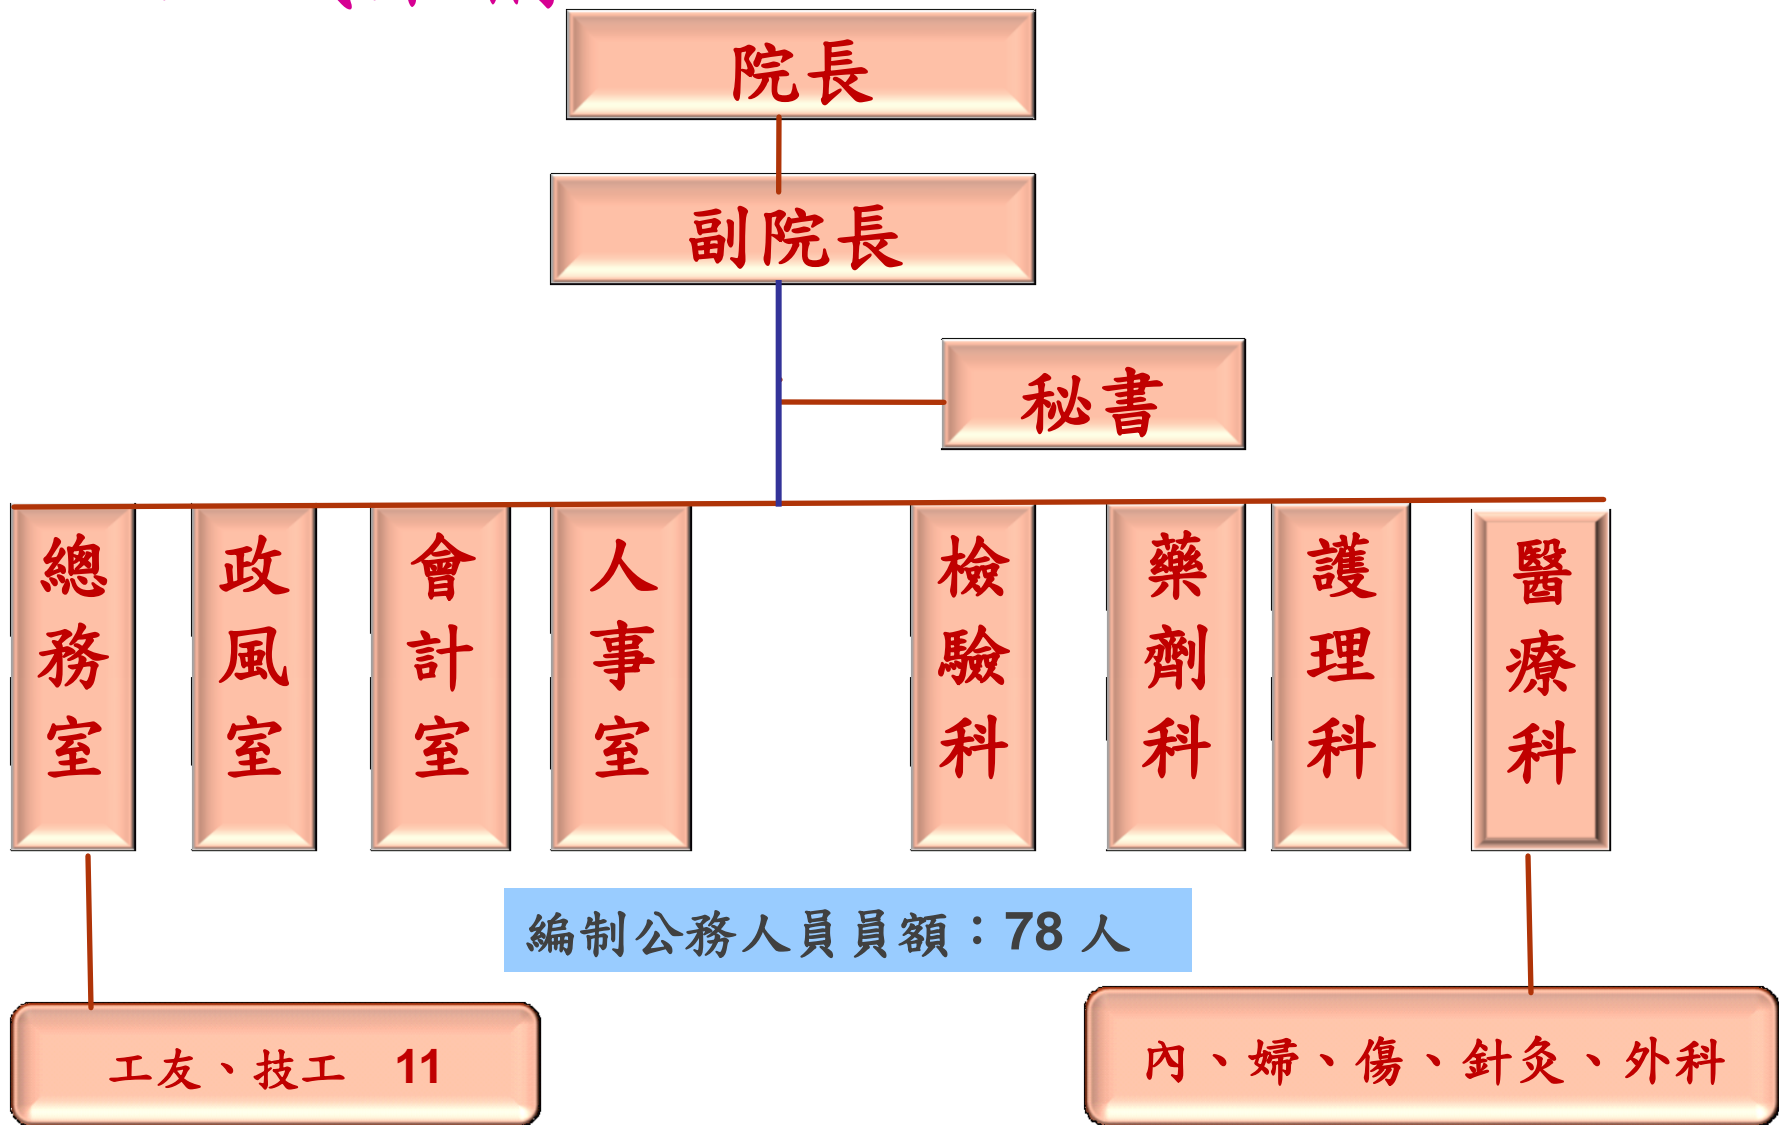 院長
副院長
秘書
總務室
政風室
會計室
人事室
檢驗科
藥劑科
護理科
醫療科
編制公務人員員額：78 人
工友、技工 11
內、婦、傷、針灸、外科